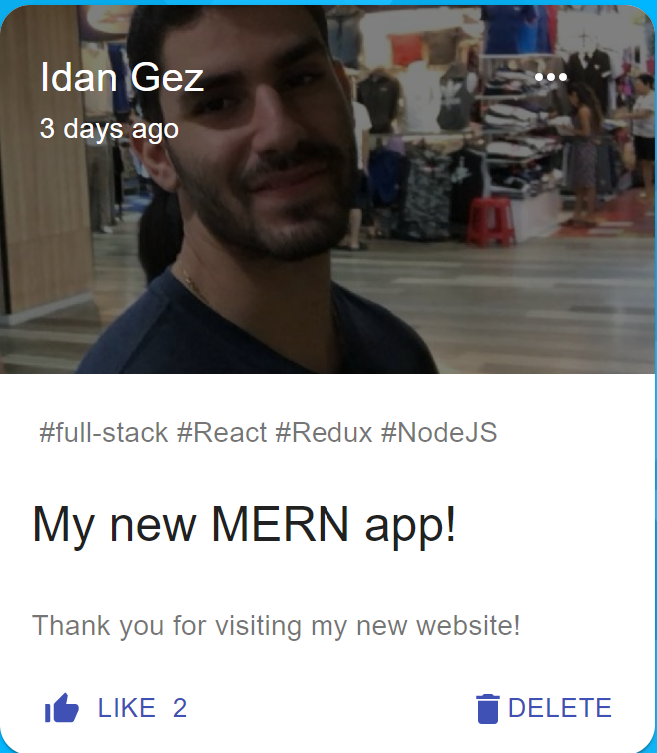 Idan Gez
3 days ago
#full-stack #React #Redux #NodeJS
My new MERN app!
Thank you for visiting my new website!
LIKE 2
DELETE